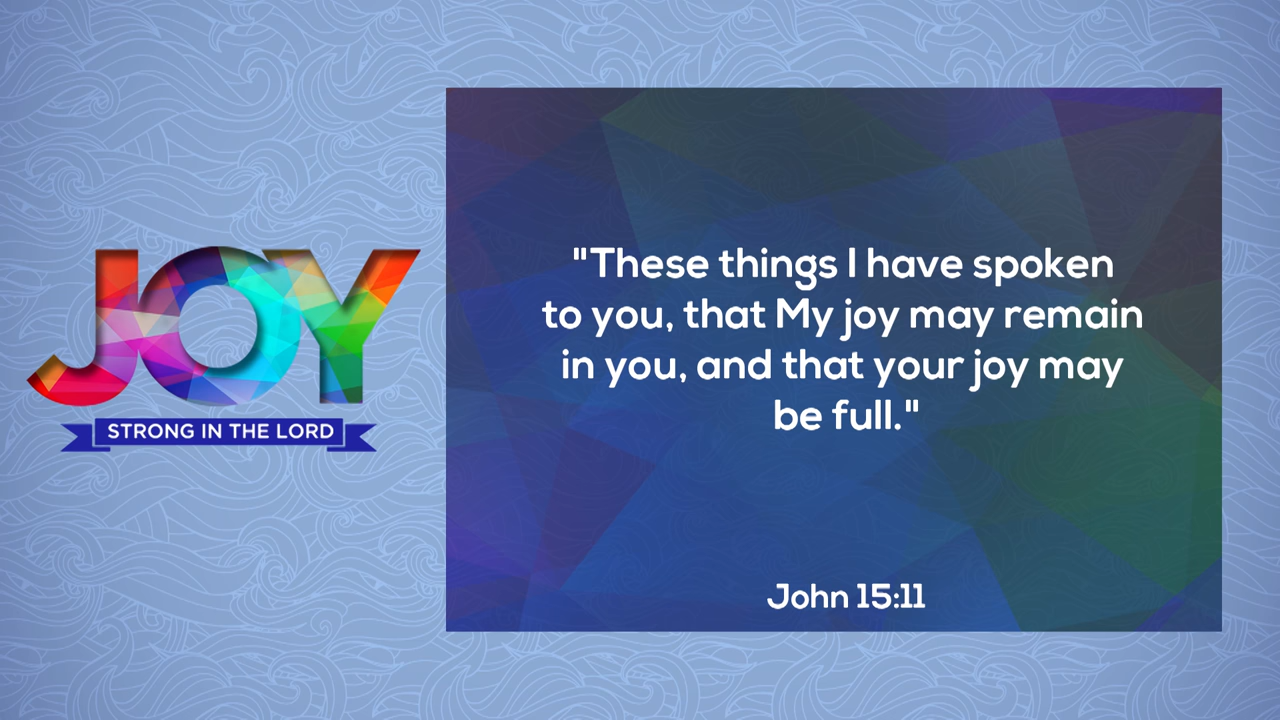 JOY
STRONG IN THE LORD
"These things I have spoken
to you, that My joy may remain
in you, and that your joy may
be full."
John 15:11